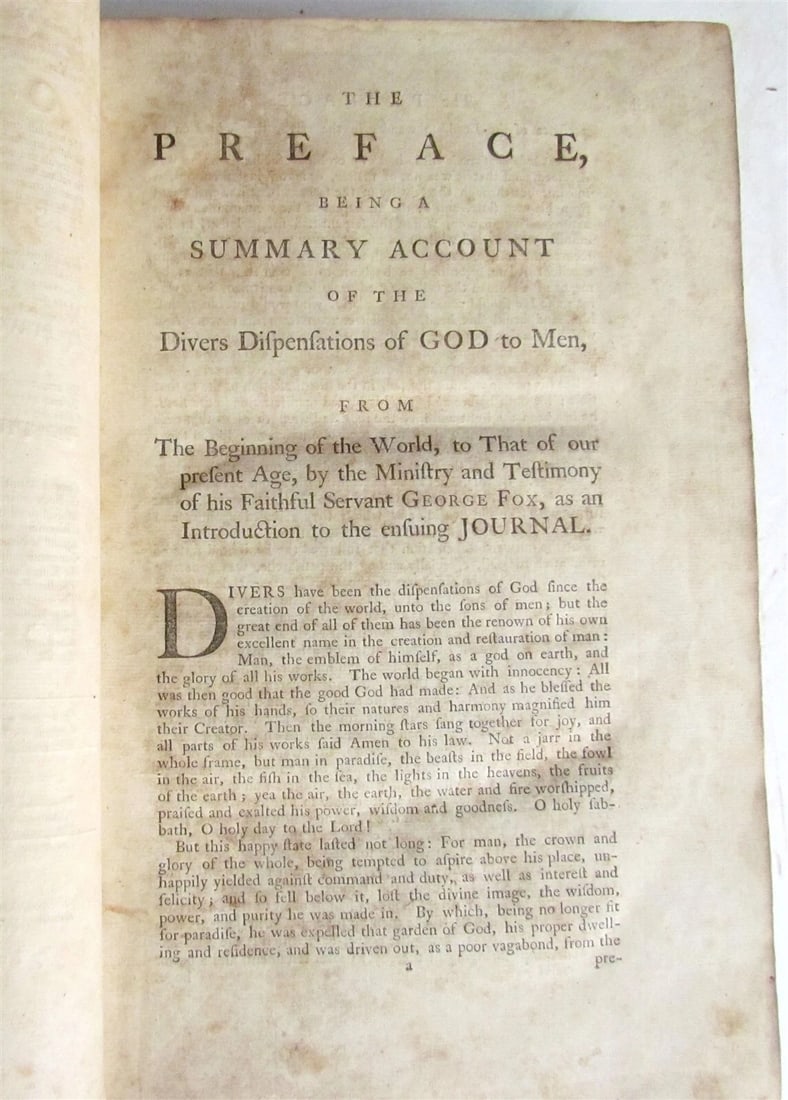 THE
PREFACE,
BEING A
SUMMARY ACCOUNT
OF THE
Divers Diſpenſations of GOD to Men,
FROM
The Beginning of the World, to That of our
preſent Age, by the Miniſtry and Teſtimony
of his Faithful Servant GEORGE FOX, as an
Introduction to the enſuing JOURNAL.
DIVERS have been the diſpenſations of God ſince the
creation of the world, unto the ſons of men; but the
great end of all of them has been the renown of his own
excellent name in the creation and reſtauration of man:
Man, the emblem of himſelf, as a god on earth, and
the glory of all his works. The world began with innocency: All
was then good that the good God had made: And as he bleſſed the
works of his hands, ſo their natures and harmony magnified him
their Creator. Then the morning ſtars ſang together for joy, and
all parts of his works ſaid Amen to his law. Not a jarr in the
whole frame, but man in paradiſe, the beaſts in the field, the fowl
in the air, the fiſh in the ſea, the lights in the heavens, the fruits
of the earth; yea the air, the earth, the water and fire worſhipped,
praiſed and exalted his power, wiſdom and goodneſs. O holy ſab-
bath, O holy day to the Lord!
But this happy ſtate laſted not long: For man, the crown and
glory of the whole, being tempted to aſpire above his place, un-
happily yielded againſt command and duty, as well as intereſt and
felicity; and ſo fell below it, loſt the divine image, the wiſdom,
power, and purity he was made in. By which, being no longer fit
for paradiſe, he was expelled that garden of God, his proper dwell-
ing and reſidence, and was driven out, as a poor vagabond, from the
a pre-